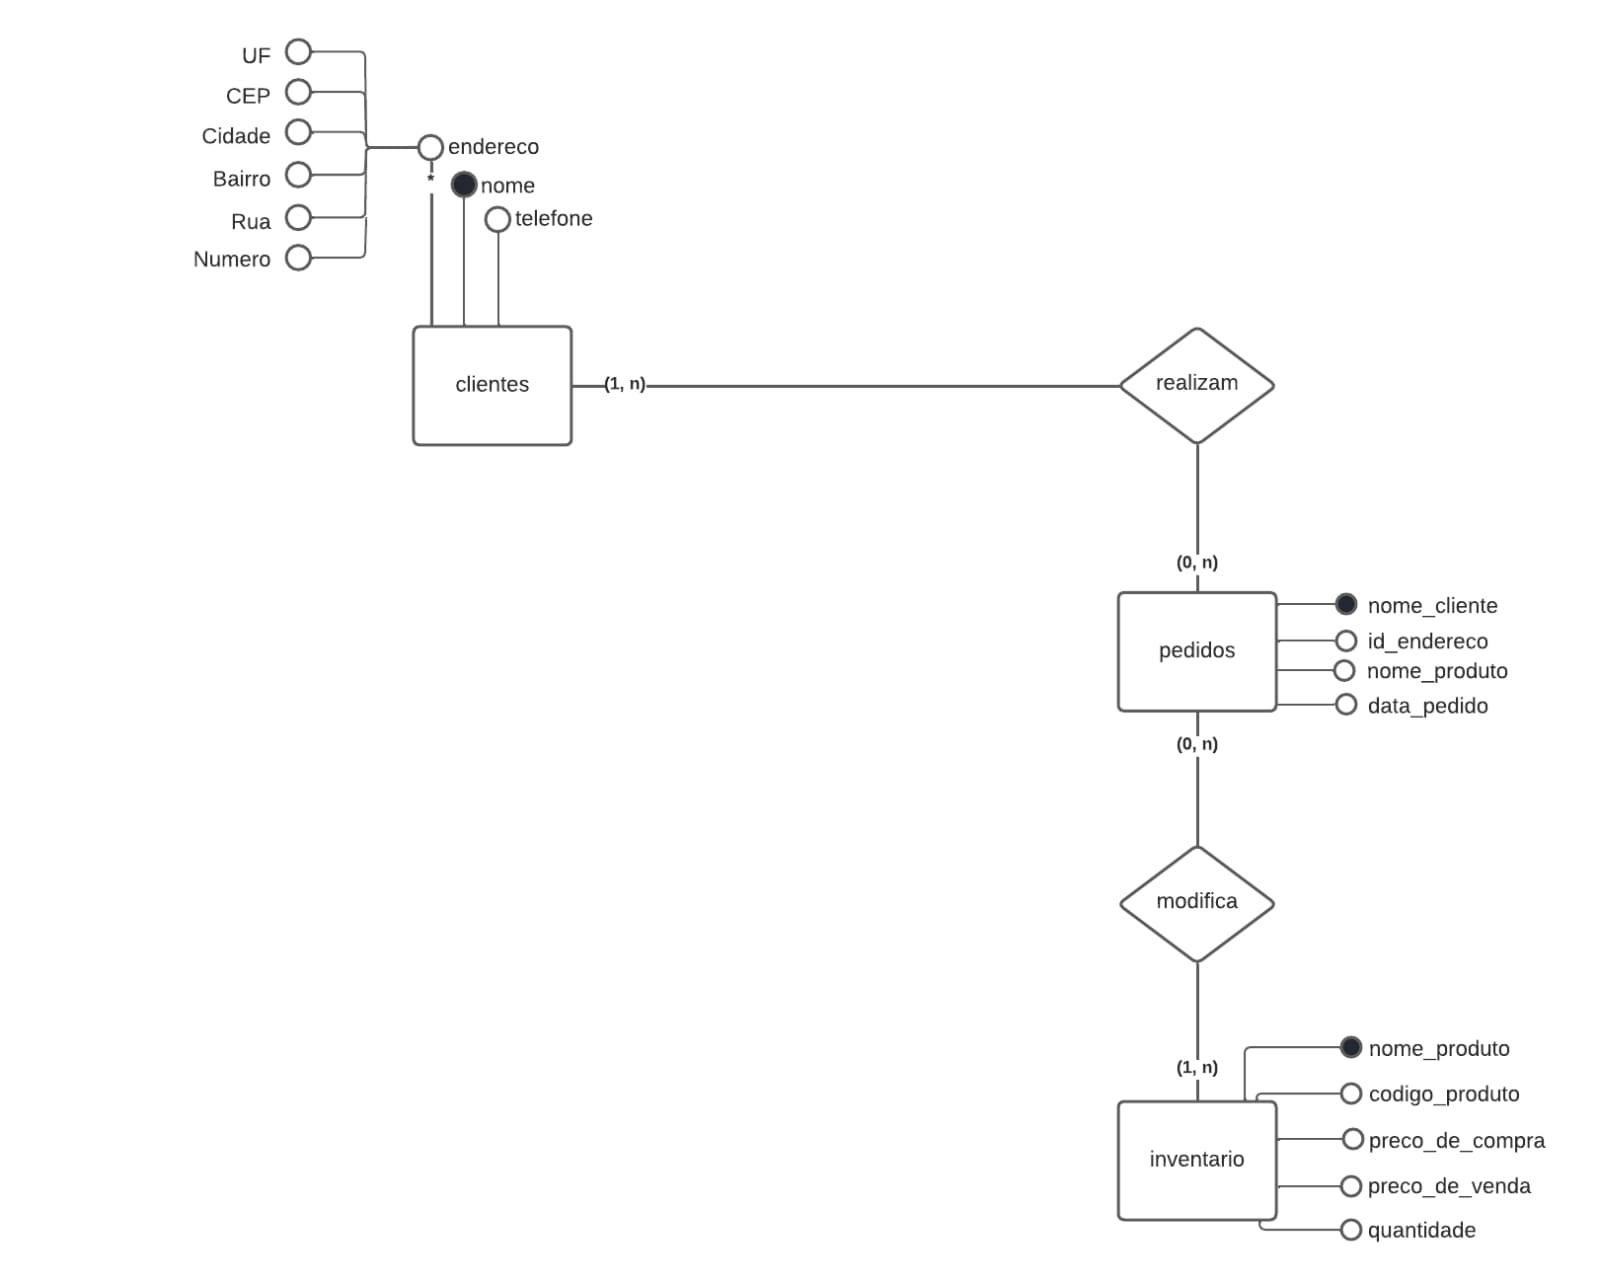 UF
CEP
Cidade
Bairro
Rua
Numero
endereco
*
nome
telefone
clientes
(1, n)
realizam
(0, n)
pedidos
nome_cliente
id_endereco
nome_produto
data_pedido
(0, n)
modifica
(1, n)
inventario
nome_produto
codigo_produto
preco_de_compra
preco_de_venda
quantidade